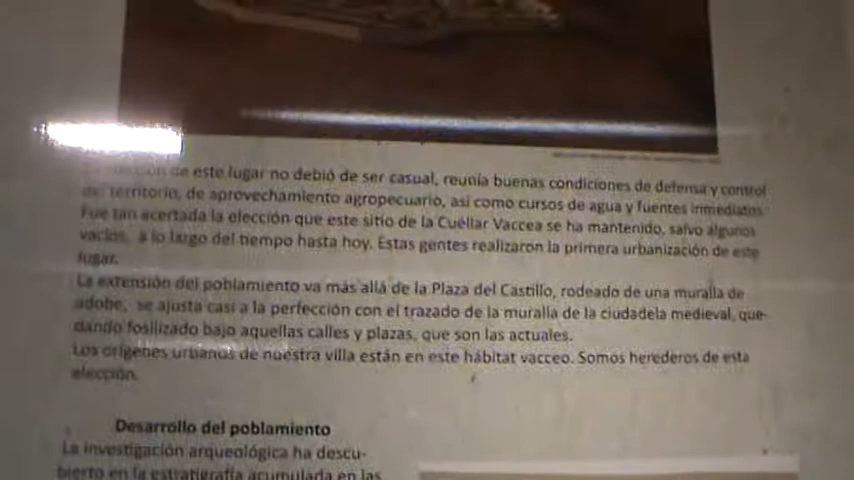 de este lugar no debió de ser casual, reunía buenas condiciones de defensa y control
del territorio, de aprovechamiento agropecuario, así como cursos de agua y fuentes inmediatos.
Fue tan acertada la elección que este sitio de la Cuéllar Vaccea se ha mantenido, salvo algunos
vacíos, a lo largo del tiempo hasta hoy. Estas gentes realizaron la primera urbanización de este
lugar.
La extensión del poblamiento va más allá de la Plaza del Castillo, rodeado de una muralla de
adobe, se ajusta casi a la perfección con el trazado de la muralla de la ciudadela medieval, que-
dando fosilizado bajo aquellas calles y plazas, que son las actuales.
Los orígenes urbanos de nuestra villa están en este hábitat vacceo. Somos herederos de esta
elección.
Desarrollo del poblamiento
La investigación arqueológica ha descu-
bierto en la estratigrafía acumulada en las